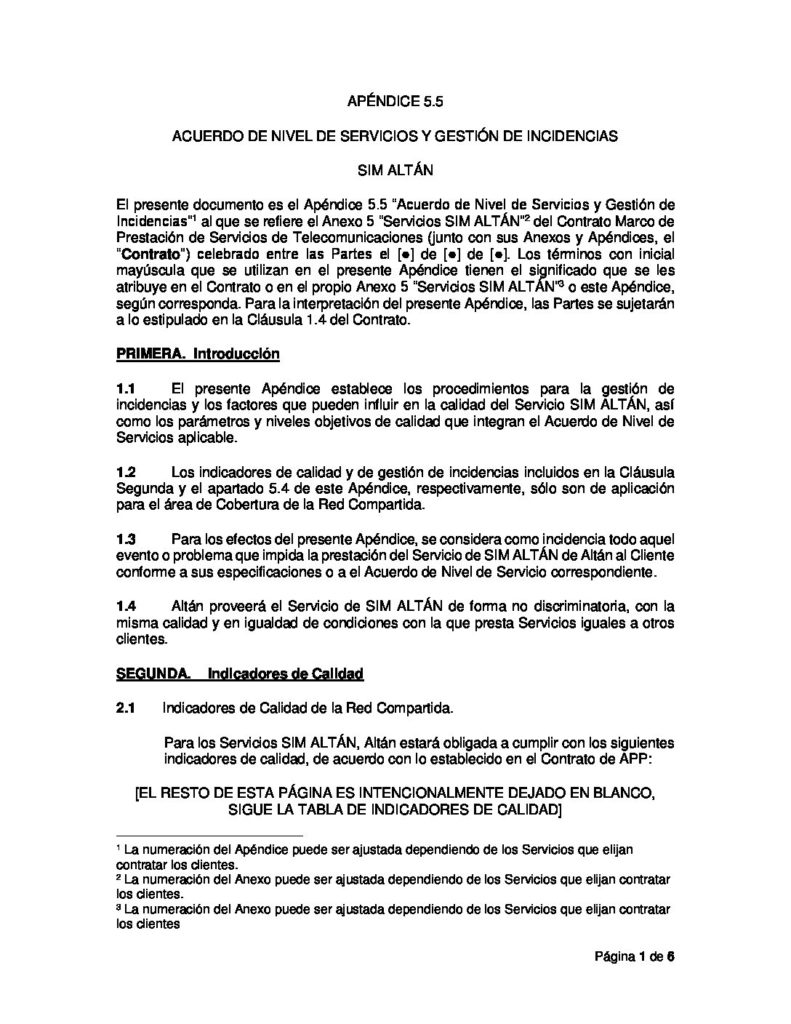 APÉNDICE 5.5
ACUERDO DE NIVEL DE SERVICIOS Y GESTIÓN DE INCIDENCIAS
SIM ALTÁN
El presente documento es el Apéndice 5.5 "Acuerdo de Nivel de Servicios y Gestión de
Incidencias"¹ al que se refiere el Anexo 5 "Servicios SIM ALTÁN"² del Contrato Marco de
Prestación de Servicios de Telecomunicaciones (junto con sus Anexos y Apéndices, el
"Contrato") celebrado entre las Partes el [●] de [●] de [●]. Los términos con inicial
mayúscula que se utilizan en el presente Apéndice tienen el significado que se les
atribuye en el Contrato o en el propio Anexo 5 "Servicios SIM ALTÁN"³ o este Apéndice,
según corresponda. Para la interpretación del presente Apéndice, las Partes se sujetarán
a lo estipulado en la Cláusula 1.4 del Contrato.
PRIMERA. Introducción
1.1 El presente Apéndice establece los procedimientos para la gestión de
incidencias y los factores que pueden influir en la calidad del Servicio SIM ALTÁN, así
como los parámetros y niveles objetivos de calidad que integran el Acuerdo de Nivel de
Servicios aplicable.
1.2 Los indicadores de calidad y de gestión de incidencias incluidos en la Cláusula
Segunda y el apartado 5.4 de este Apéndice, respectivamente, sólo son de aplicación
para el área de Cobertura de la Red Compartida.
1.3 Para los efectos del presente Apéndice, se considera como incidencia todo aquel
evento o problema que impida la prestación del Servicio de SIM ALTÁN de Altán al Cliente
conforme a sus especificaciones o a el Acuerdo de Nivel de Servicio correspondiente.
1.4 Altán proveerá el Servicio de SIM ALTÁN de forma no discriminatoria, con la
misma calidad y en igualdad de condiciones con la que presta Servicios iguales a otros
clientes.
SEGUNDA. Indicadores de Calidad
2.1 Indicadores de Calidad de la Red Compartida.
Para los Servicios SIM ALTÁN, Altán estará obligada a cumplir con los siguientes
indicadores de calidad, de acuerdo con lo establecido en el Contrato de APP:
[EL RESTO DE ESTA PÁGINA ES INTENCIONALMENTE DEJADO EN BLANCO,
SIGUE LA TABLA DE INDICADORES DE CALIDAD]
¹ La numeración del Apéndice puede ser ajustada dependiendo de los Servicios que elijan
contratar los clientes.
² La numeración del Anexo puede ser ajustada dependiendo de los Servicios que elijan contratar
los clientes.
³ La numeración del Anexo puede ser ajustada dependiendo de los Servicios que elijan contratar
los clientes
Página 1 de 6